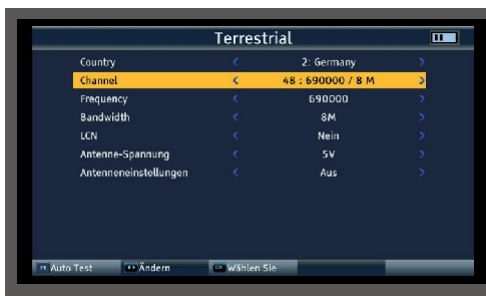 Terrestrial
Country < 2: Germany >
Channel < 48 : 690000 / 8 M >
Frequency < 690000 >
Bandwidth < 8M >
LCN < Nein >
Antenne-Spannung < 5V >
Antenneneinstellungen < Aus >
Auto Test Ändern Wählen Sie